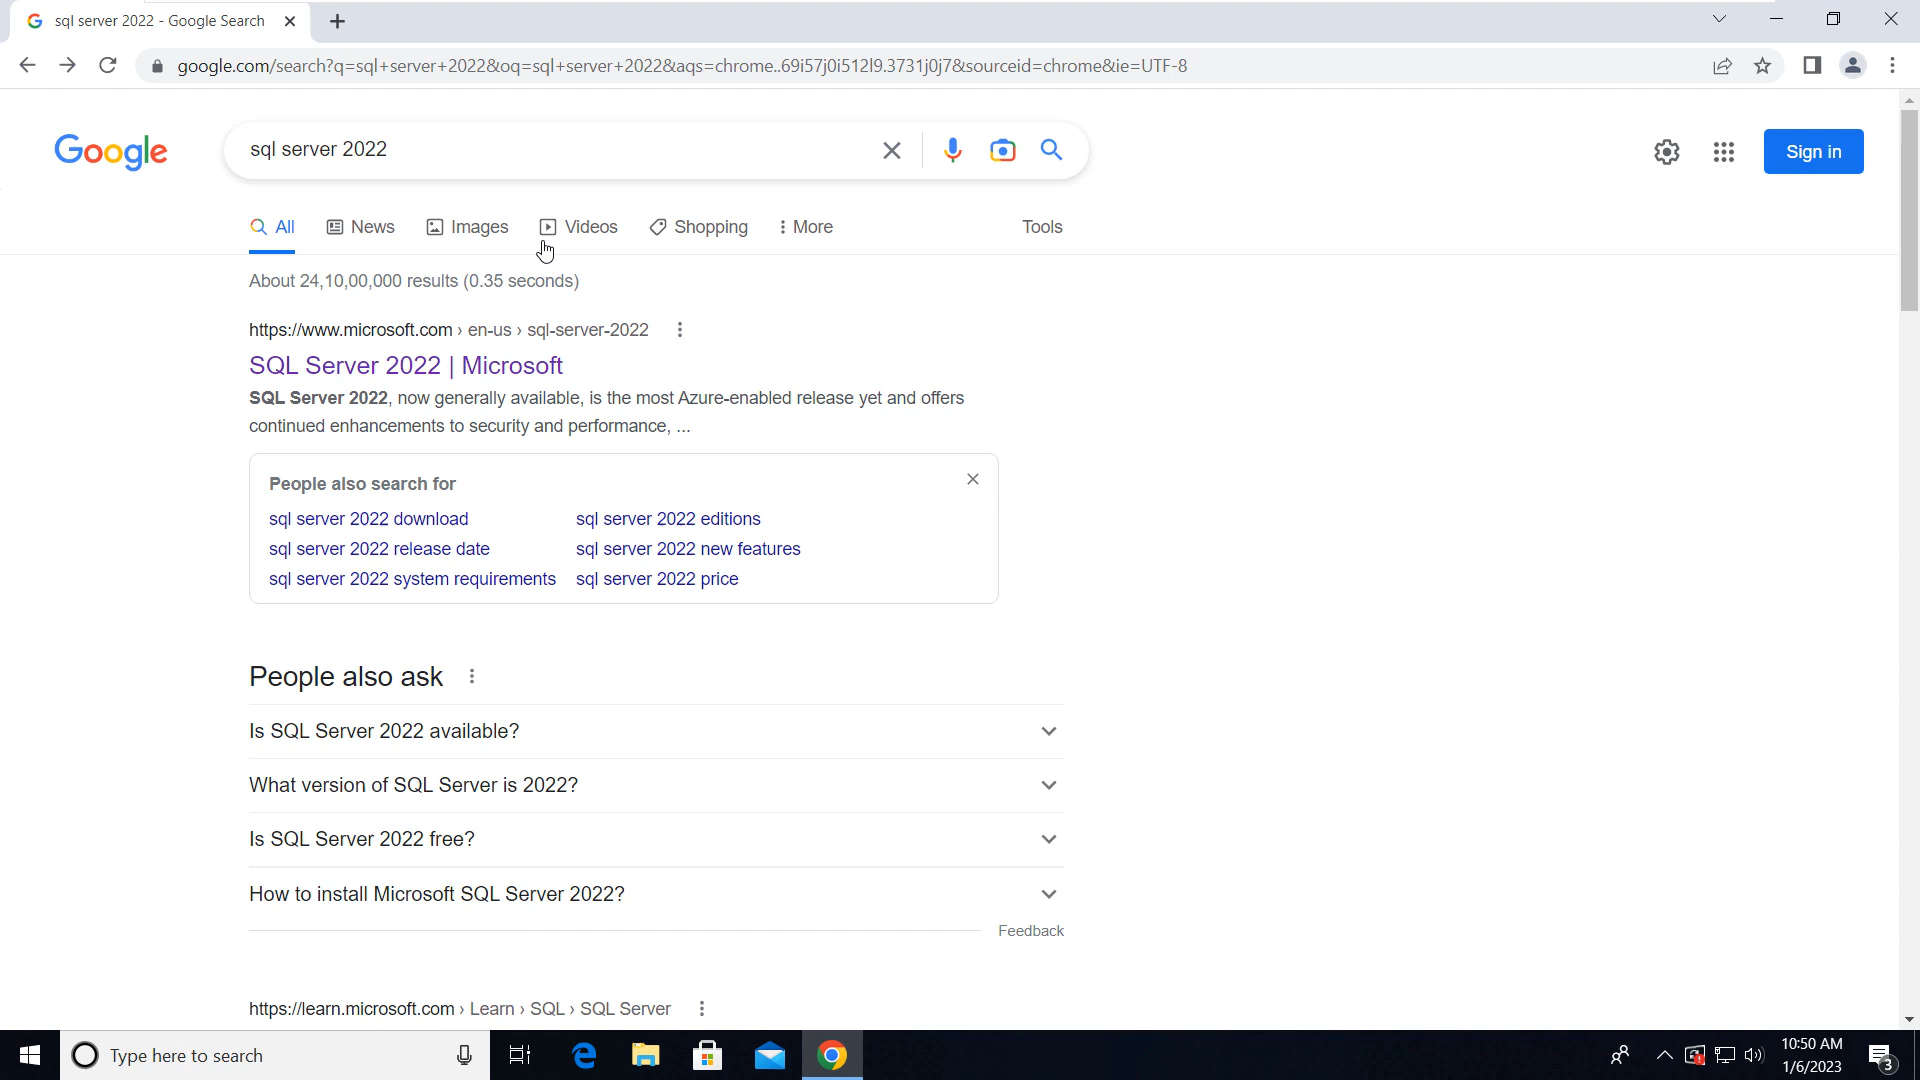 sql server 2022 - Google Search
google.com/search?q=sql+server+2022&oq=sql+server+2022&aqs=chrome..69i57j0i512l9.3731j0j7&sourceid=chrome&ie=UTF-8
Google
sql server 2022
Sign in
All
News
Images
Videos
Shopping
More
Tools
About 24,10,00,000 results (0.35 seconds)
https://www.microsoft.com › en-us › sql-server-2022
SQL Server 2022 | Microsoft
SQL Server 2022, now generally available, is the most Azure-enabled release yet and offers
continued enhancements to security and performance, ...
People also search for
sql server 2022 download
sql server 2022 editions
sql server 2022 release date
sql server 2022 new features
sql server 2022 system requirements
sql server 2022 price
People also ask
Is SQL Server 2022 available?
What version of SQL Server is 2022?
Is SQL Server 2022 free?
How to install Microsoft SQL Server 2022?
Feedback
https://learn.microsoft.com › Learn › SQL › SQL Server
Type here to search
10:50 AM
1/6/2023
3